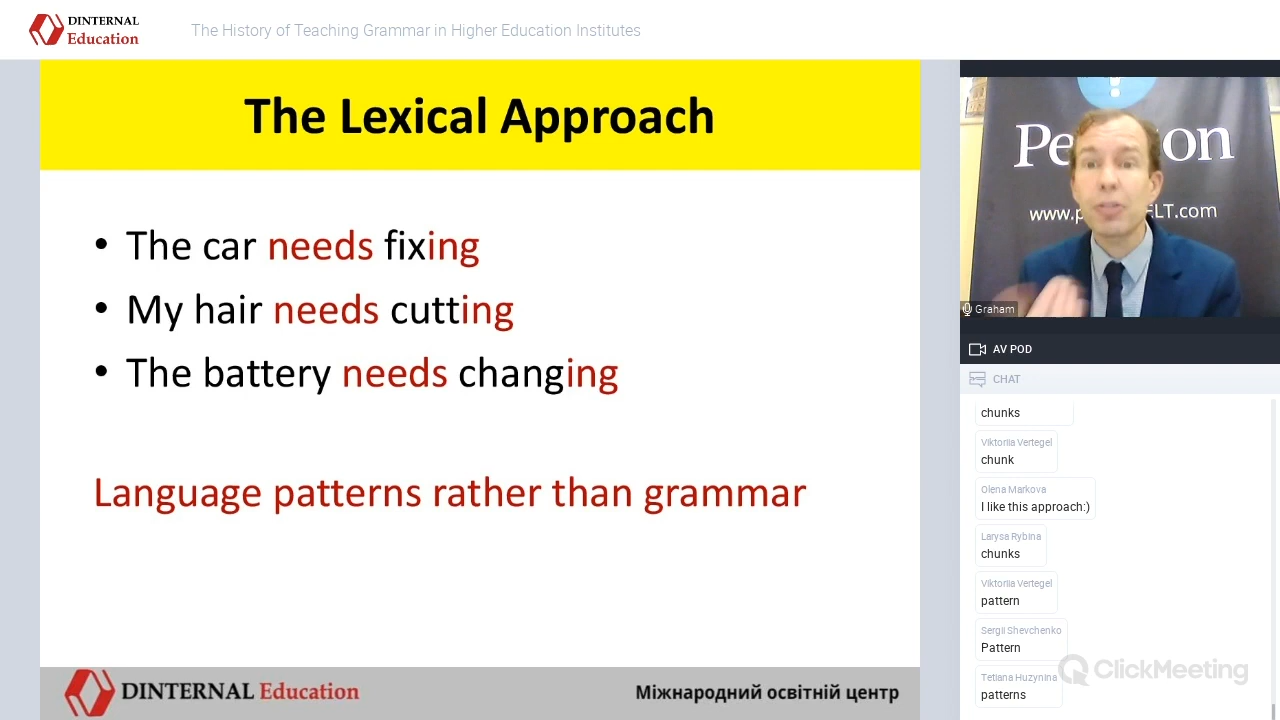 DINTERNAL
Education
The History of Teaching Grammar in Higher Education Institutes
The Lexical Approach
• The car needs fixing
• My hair needs cutting
• The battery needs changing
Language patterns rather than grammar
DINTERNAL Education
Міжнародний освітній центр
www.p LT.com
Graham
AV POD
CHAT
chunks
Viktoriia Vertegel
chunk
Olena Markova
I like this approach:)
Larysa Rybina
chunks
Viktoriia Vertegel
pattern
Sergii Shevchenko
Pattern
Tetiana Huzynina
patterns
ClickMeeting